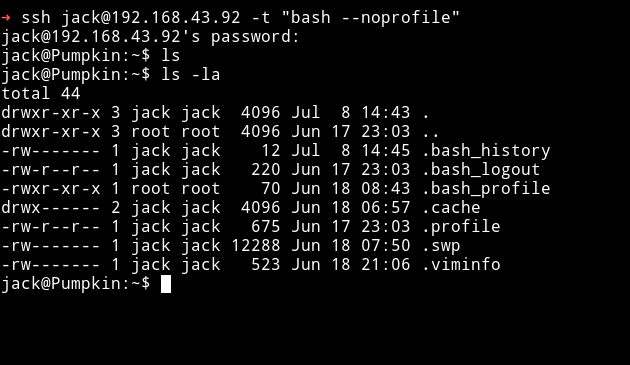 ➜ ssh jack@192.168.43.92 -t "bash --noprofile"
jack@192.168.43.92's password:
jack@Pumpkin:~$ ls
jack@Pumpkin:~$ ls -la
total 44
drwxr-xr-x 3 jack jack  4096 Jul  8 14:43 .
drwxr-xr-x 3 root root  4096 Jun 17 23:03 ..
-rw------- 1 jack jack    12 Jul  8 14:45 .bash_history
-rw-r--r-- 1 jack jack   220 Jun 17 23:03 .bash_logout
-rwxr-xr-x 1 root root    70 Jun 18 08:43 .bash_profile
drwx------ 2 jack jack  4096 Jun 18 06:57 .cache
-rw-r--r-- 1 jack jack   675 Jun 17 23:03 .profile
-rw------- 1 jack jack 12288 Jun 18 07:50 .swp
-rw------- 1 jack jack   523 Jun 18 21:06 .viminfo
jack@Pumpkin:~$